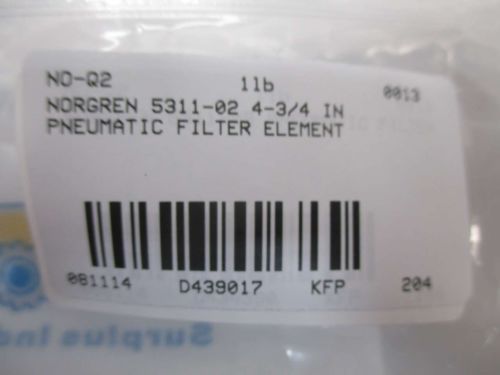 NO-Q2 1lb 0013
NORGREN 5311-02 4-3/4 IN
PNEUMATIC FILTER ELEMENT
081114 D439017 KFP 204
Surplus Ind